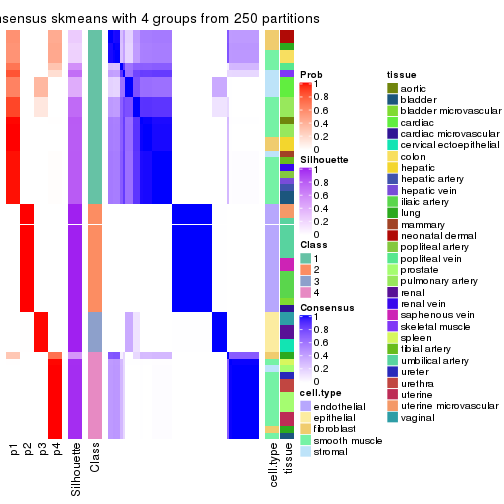 nsensus skmeans with 4 groups from 250 partitions
p1
p2
p3
p4
Silhouette
Class
cell.type
tissue
Prob
0.8
0.6
0.4
0.2
0
Silhouette
1
0.8
0.6
0.4
0.2
0
Class
1
2
3
4
Consensus
1
0.8
0.6
0.4
0.2
0
cell.type
endothelial
epithelial
fibroblast
smooth muscle
stromal
tissue
aortic
bladder
bladder microvascular
cardiac
cardiac microvascular
cervical ectoepithelial
colon
hepatic
hepatic artery
hepatic vein
iliaic artery
lung
mammary
neonatal dermal
popliteal artery
popliteal vein
prostate
pulmonary artery
renal
renal vein
saphenous vein
skeletal muscle
spleen
tibial artery
umbilical artery
ureter
urethra
uterine
uterine microvascular
vaginal